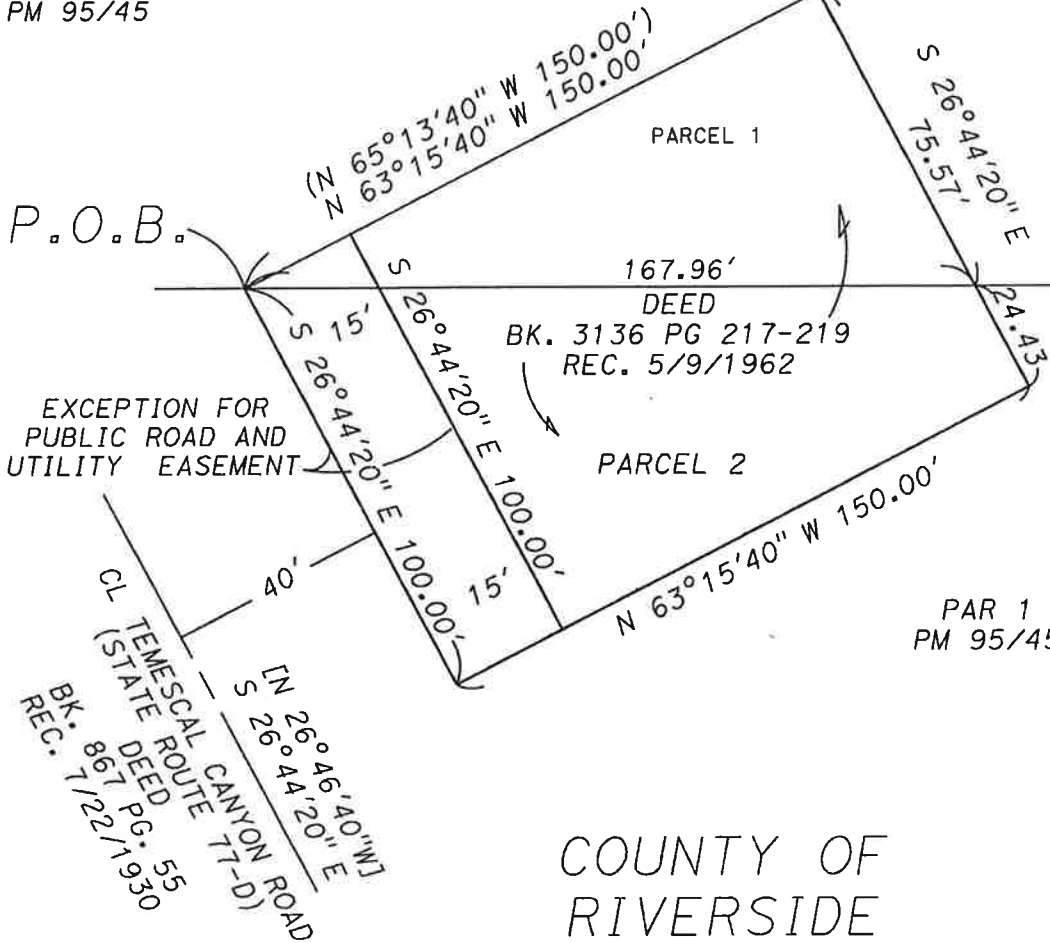 PM 95/45
(N 65°13'40" W 150.00')
N 63°15'40" W 150.00'
PARCEL 1
S 26°44'20" E
75.57'
P.O.B.
167.96'
DEED
BK. 3136 PG 217-219
REC. 5/9/1962
24.43
15'
S 26°44'20" E 100.00'
S 26°44'20" E 100.00'
EXCEPTION FOR
PUBLIC ROAD AND
UTILITY EASEMENT
PARCEL 2
40'
15'
N 63°15'40" W 150.00'
PAR 1
PM 95/45
[N 26°46'40"W]
S 26°44'20" E
CL TEMESCAL CANYON ROAD
(STATE ROUTE 77-D)
DEED
BK. 867 PG. 55
REC. 7/22/1930
COUNTY OF
RIVERSIDE